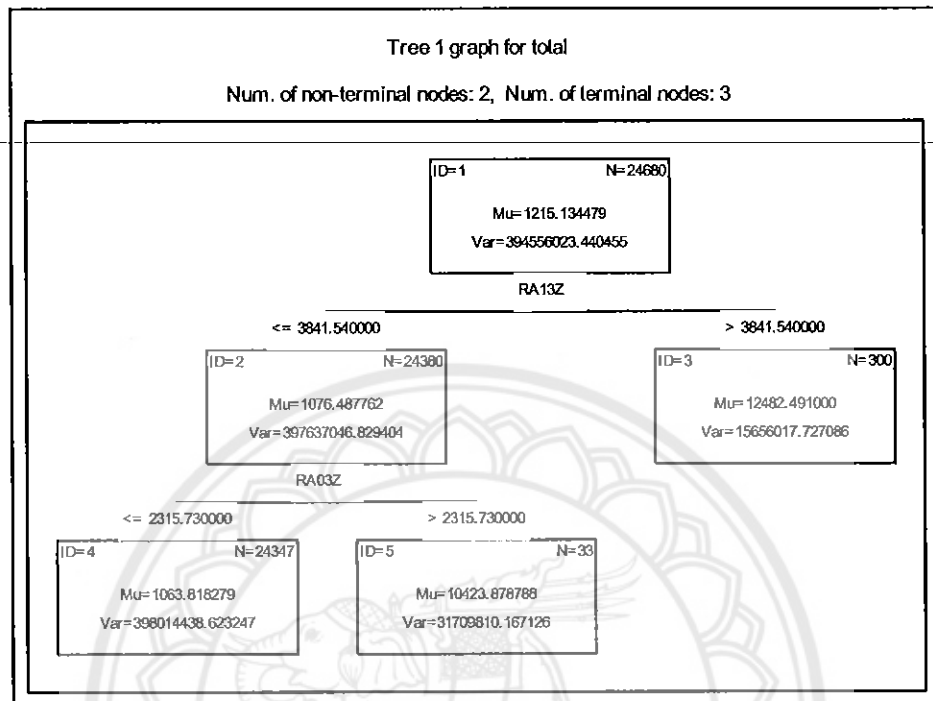 Tree 1 graph for total
Num. of non-terminal nodes: 2, Num. of terminal nodes: 3
ID=1 N=24680
Mu=1215.134479
Var=394556023.440455
RA13Z
<= 3841.540000 > 3841.540000
ID=2 N=24380
Mu=1076.487762
Var=397637046.829404
ID=3 N=300
Mu=12482.491000
Var=15656017.727086
RA03Z
<= 2315.730000 > 2315.730000
ID=4 N=24347
Mu=1063.818279
Var=398014438.623247
ID=5 N=33
Mu=10423.878788
Var=31709810.167126